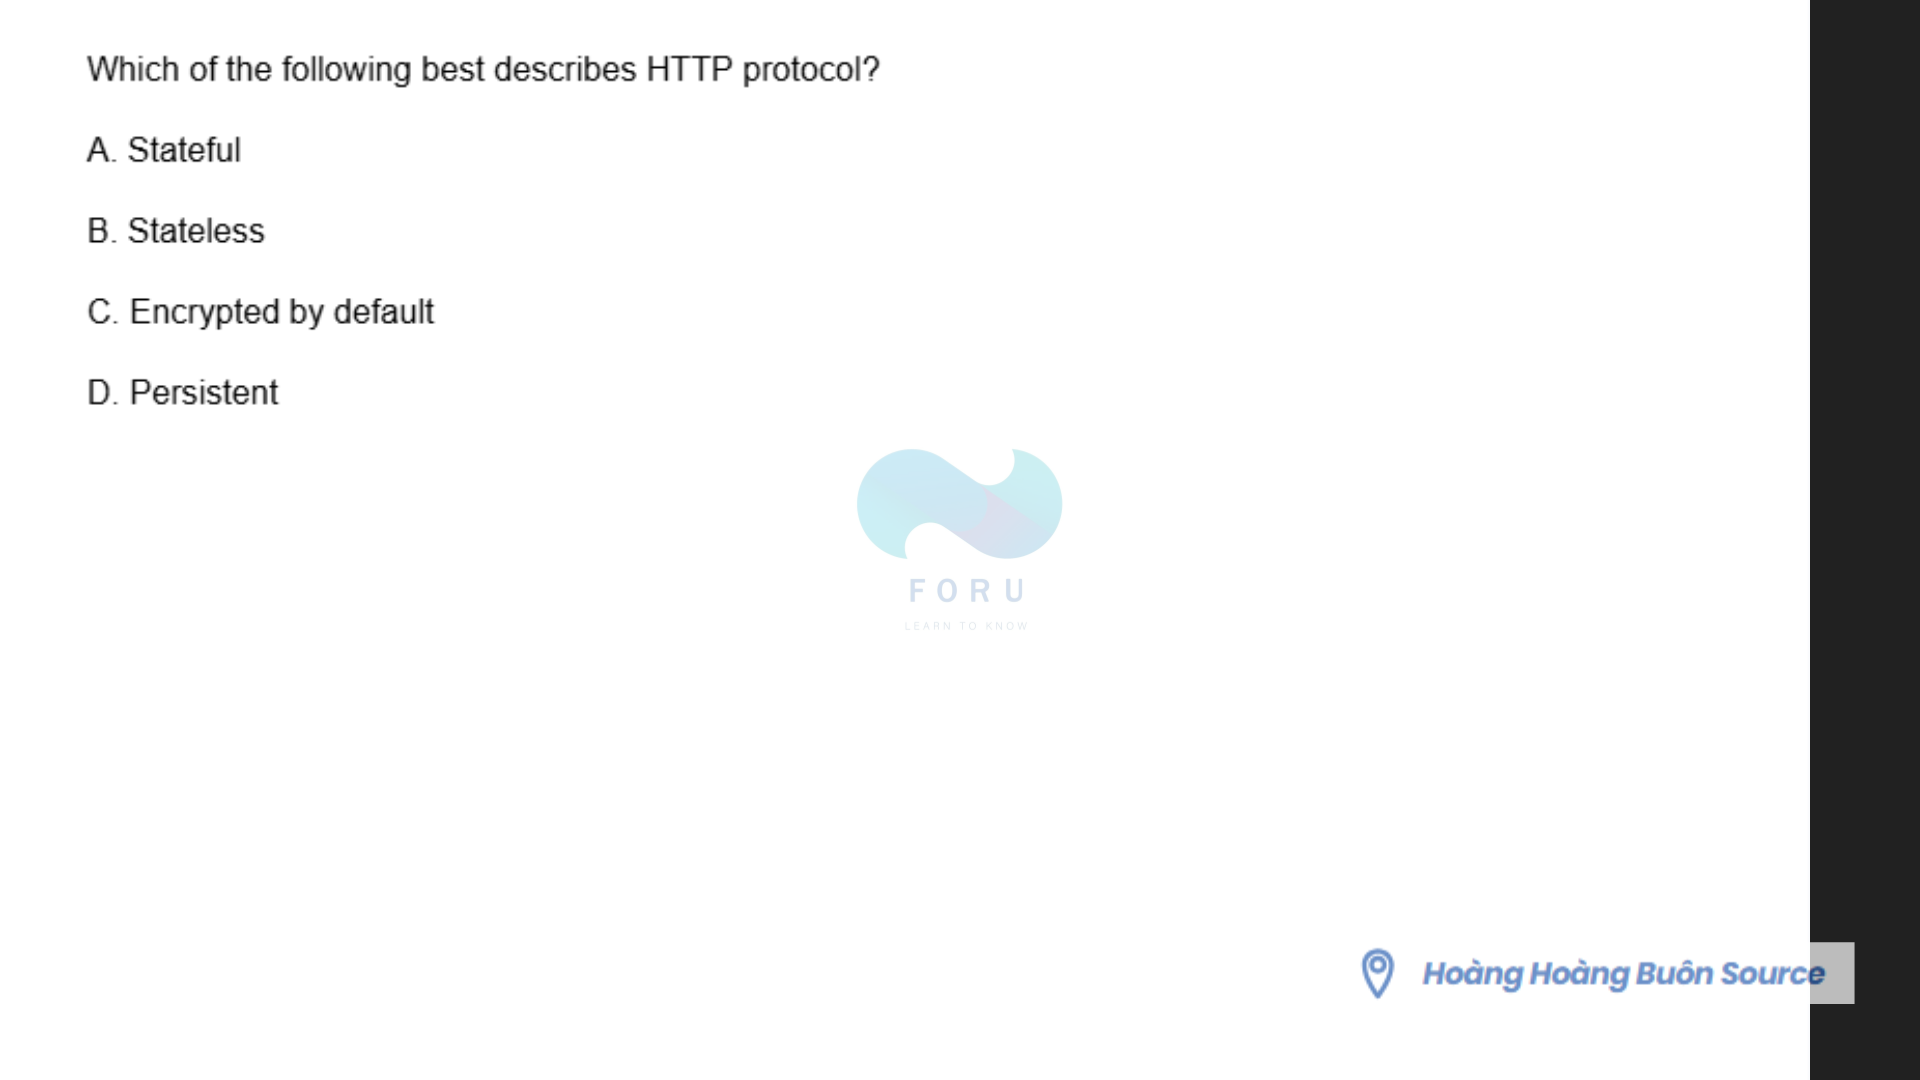 Which of the following best describes HTTP protocol?
A. Stateful
B. Stateless
C. Encrypted by default
D. Persistent
FORU
LEARN TO KNOW
Hoàng Hoàng Buôn Source